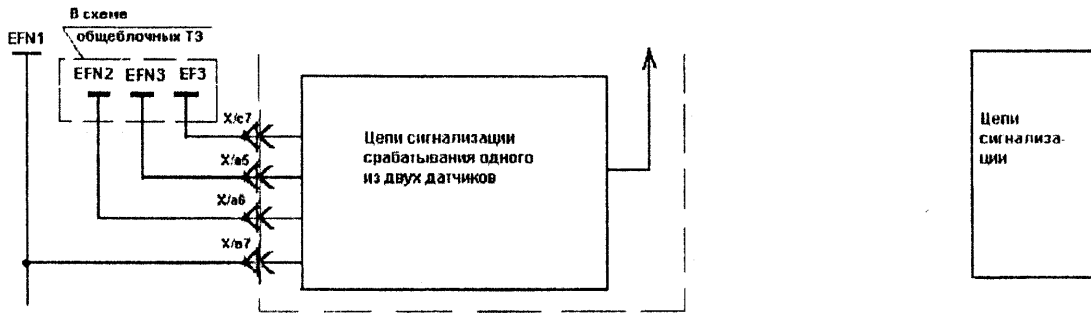 В схеме
общеблочных ТЗ
EFN1
EFN2 EFN3 EF3
X/c7
X/a5
X/a6
X/a7
Цепи сигнализации
срабатывания одного
из двух датчиков
Цепи
сигнализа-
ции